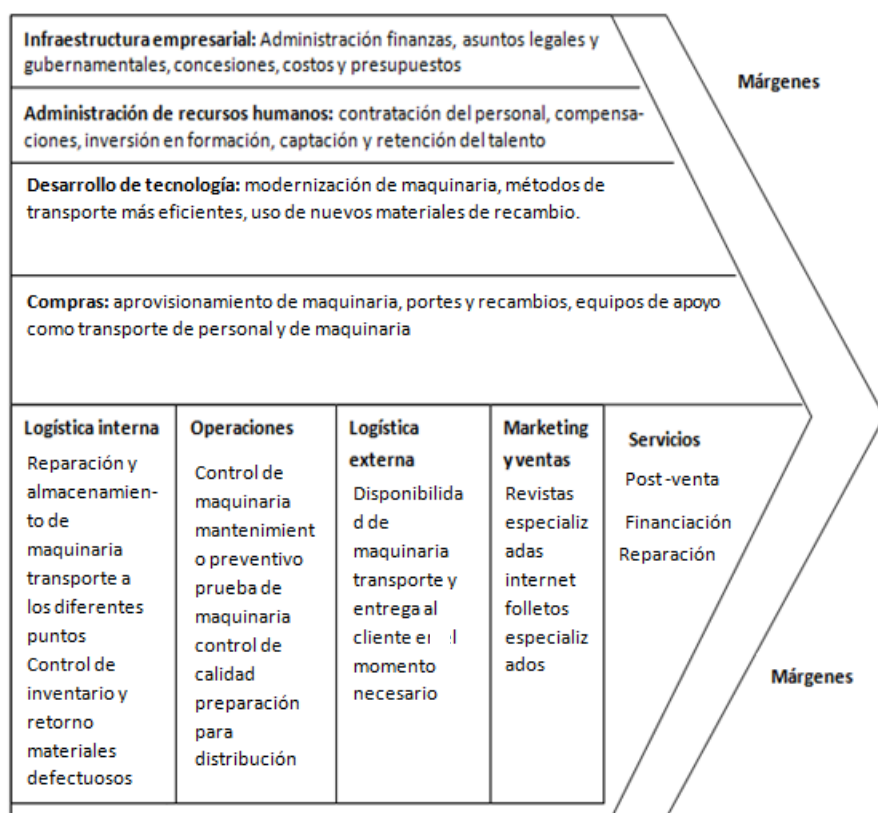 Infraestructura empresarial: Administración finanzas, asuntos legales y
gubernamentales, concesiones, costos y presupuestos
Márgenes
Administración de recursos humanos: contratación del personal, compensa-
ciones, inversión en formación, captación y retención del talento
Desarrollo de tecnología: modernización de maquinaria, métodos de
transporte más eficientes, uso de nuevos materiales de recambio.
Compras: aprovisionamiento de maquinaria, portes y recambios, equipos de apoyo
como transporte de personal y de maquinaria
Logística interna
Reparación y
almacenamien-
to de
maquinaria
transporte a
los diferentes
puntos
Control de
inventario y
retorno
materiales
defectuosos
Operaciones
Control de
maquinaria
mantenimient
o preventivo
prueba de
maquinaria
control de
calidad
preparación
para
distribución
Logística
externa
Disponibilida
d de
maquinaria
transporte y
entrega al
cliente
momento
necesario
Marketing
y ventas
Revistas
especializ
adas
internet
folletos
especializ
ados
Servicios
Post -venta
Financiación
Reparación
Márgenes